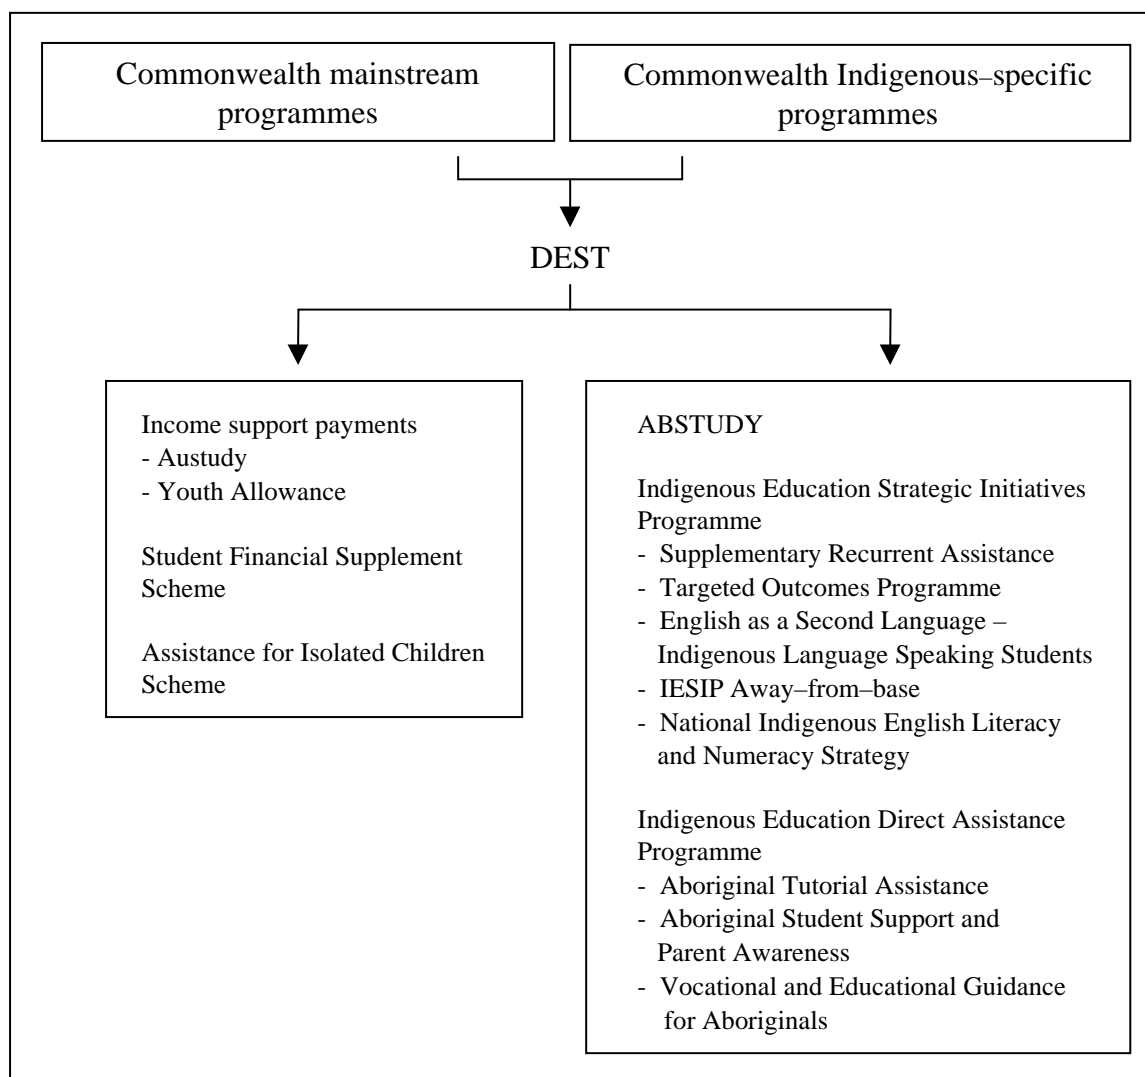 Commonwealth mainstream
programmes
Commonwealth Indigenous–specific
programmes
DEST
Income support payments
- Austudy
- Youth Allowance
Student Financial Supplement
Scheme
Assistance for Isolated Children
Scheme
ABSTUDY
Indigenous Education Strategic Initiatives
Programme
- Supplementary Recurrent Assistance
- Targeted Outcomes Programme
- English as a Second Language –
Indigenous Language Speaking Students
- IESIP Away–from–base
- National Indigenous English Literacy
and Numeracy Strategy
Indigenous Education Direct Assistance
Programme
- Aboriginal Tutorial Assistance
- Aboriginal Student Support and
Parent Awareness
- Vocational and Educational Guidance
for Aboriginals